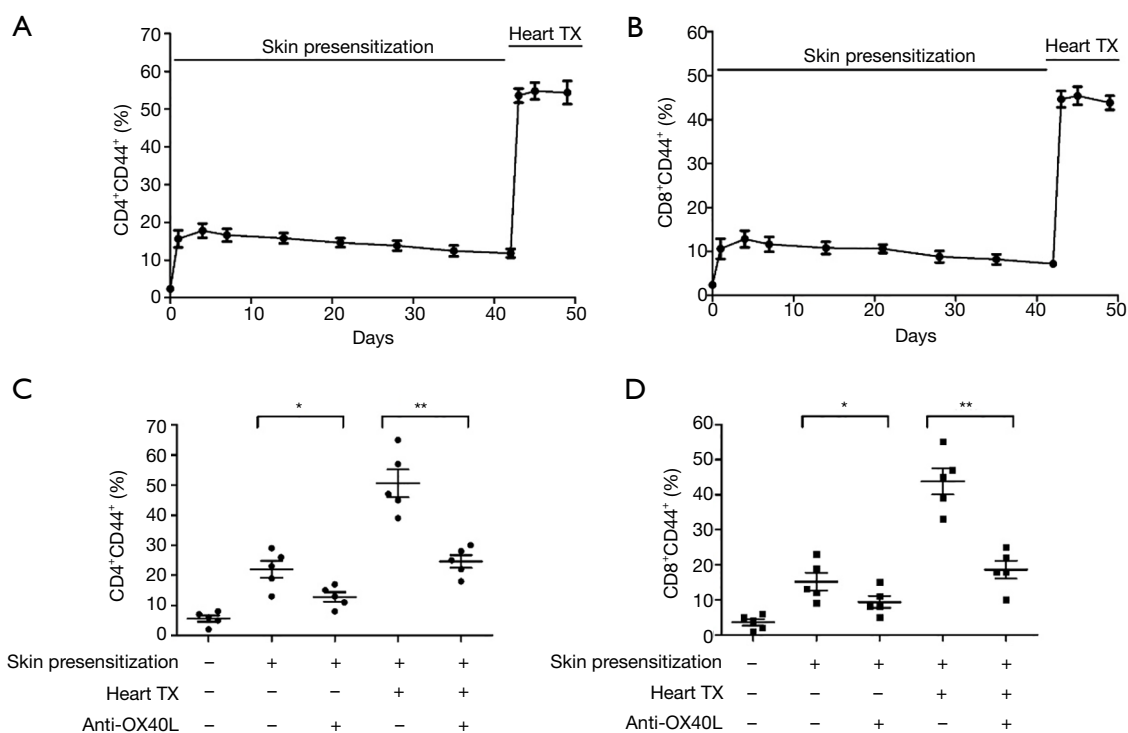 A
Heart TX
Skin presensitization
CD4+CD44+ (%)
70
60
50
40
30
20
10
0
0 10 20 30 40 50
Days
B
Heart TX
Skin presensitization
CD8+CD44+ (%)
60
50
40
30
20
10
0
0 10 20 30 40 50
Days
C
* **
CD4+CD44+ (%)
70
60
50
40
30
20
10
0
Skin presensitization – + + + +
Heart TX – – – + +
Anti-OX40L – – + – +
D
* **
CD8+CD44+ (%)
60
50
40
30
20
10
0
Skin presensitization – + + + +
Heart TX – – – + +
Anti-OX40L – – + – +